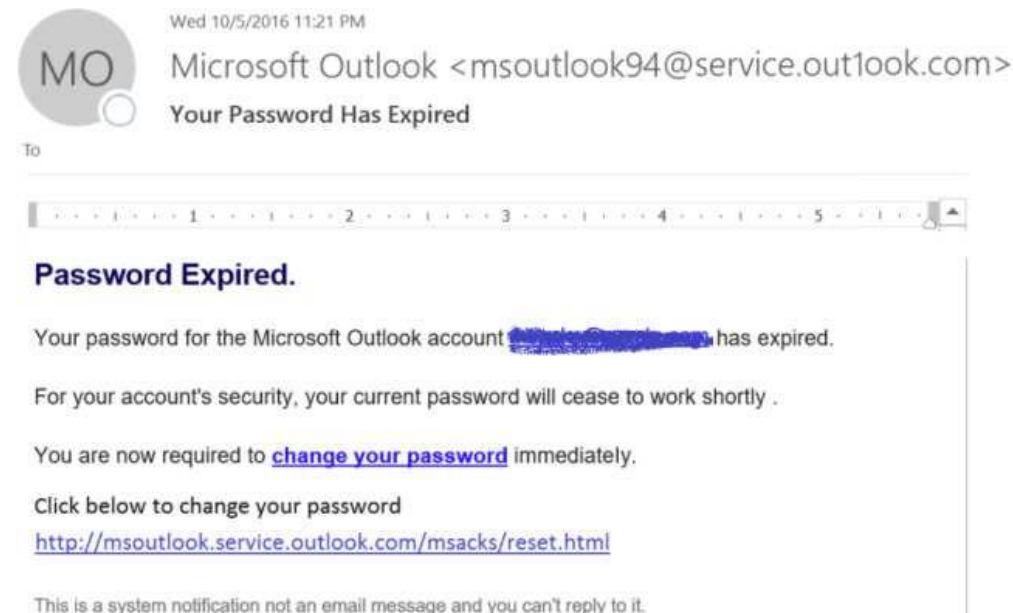 Wed 10/5/2016 11:21 PM
MO
Microsoft Outlook <msoutlook94@service.out1ook.com>
Your Password Has Expired
To
1 2 3 4 5
Password Expired.
Your password for the Microsoft Outlook account has expired.
For your account's security, your current password will cease to work shortly .
You are now required to change your password immediately.
Click below to change your password
http://msoutlook.service.outlook.com/msacks/reset.html
This is a system notification not an email message and you can't reply to it.